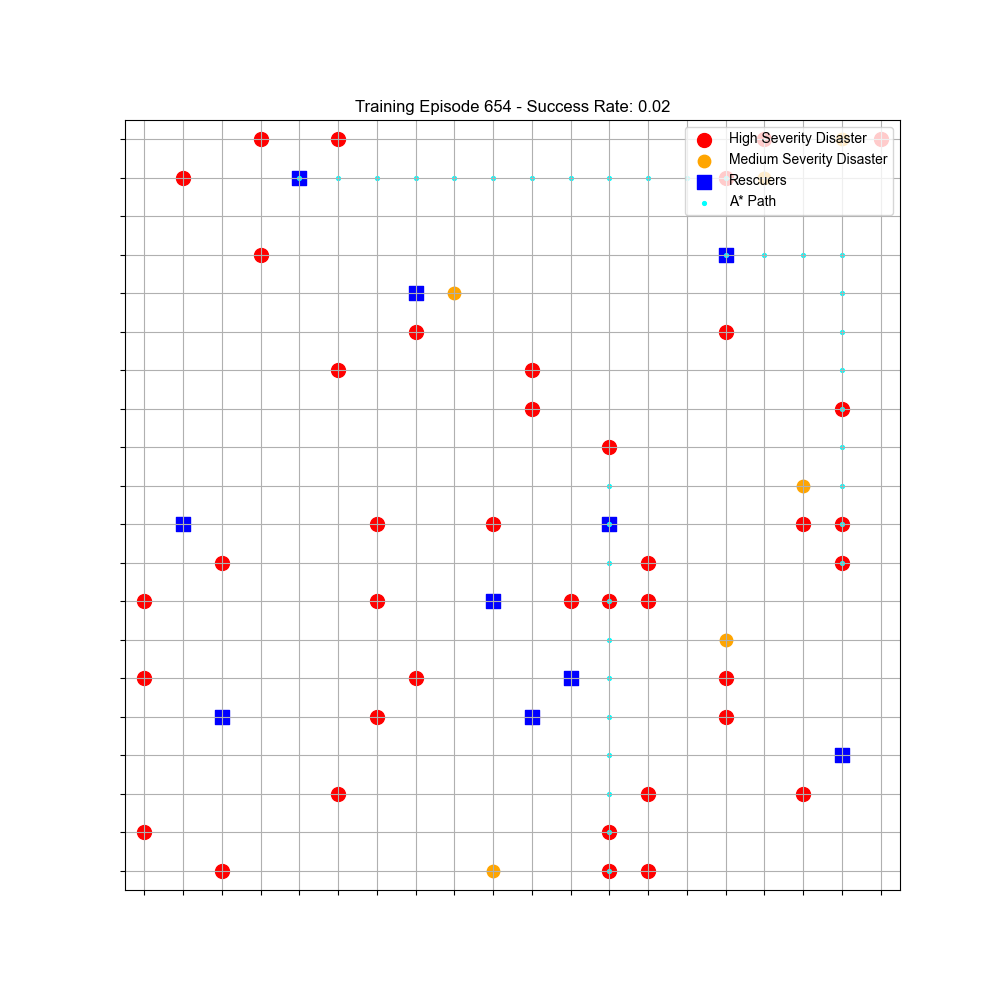 Training Episode 654 - Success Rate: 0.02
High Severity Disaster
Medium Severity Disaster
Rescuers
A* Path